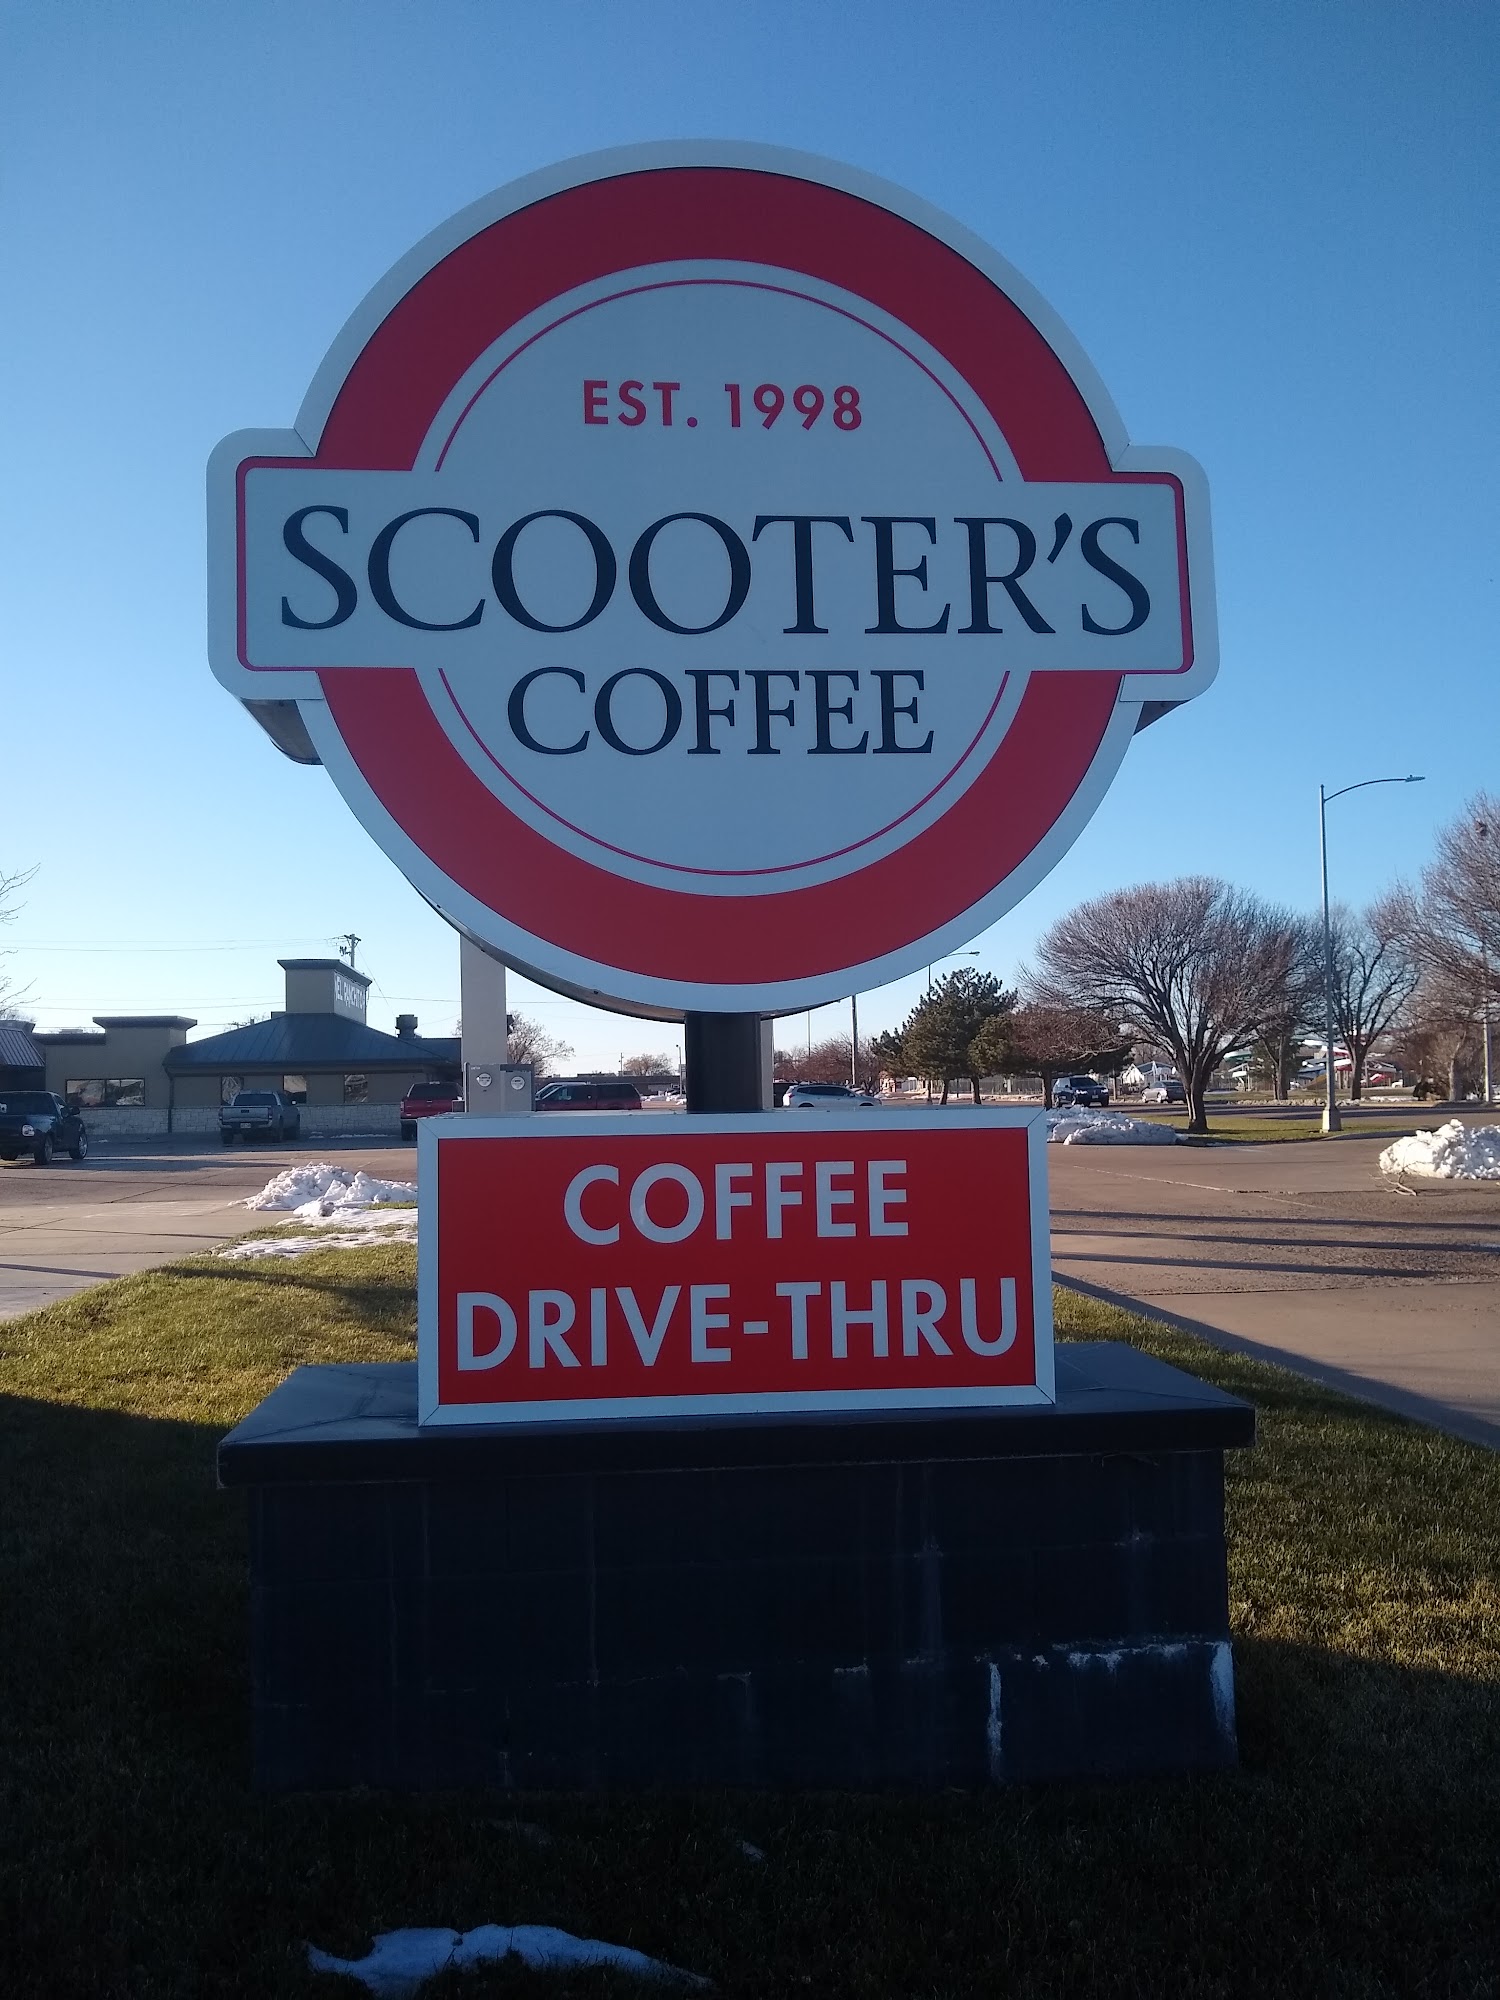 EST. 1998
SCOOTER'S
COFFEE
COFFEE
DRIVE-THRU